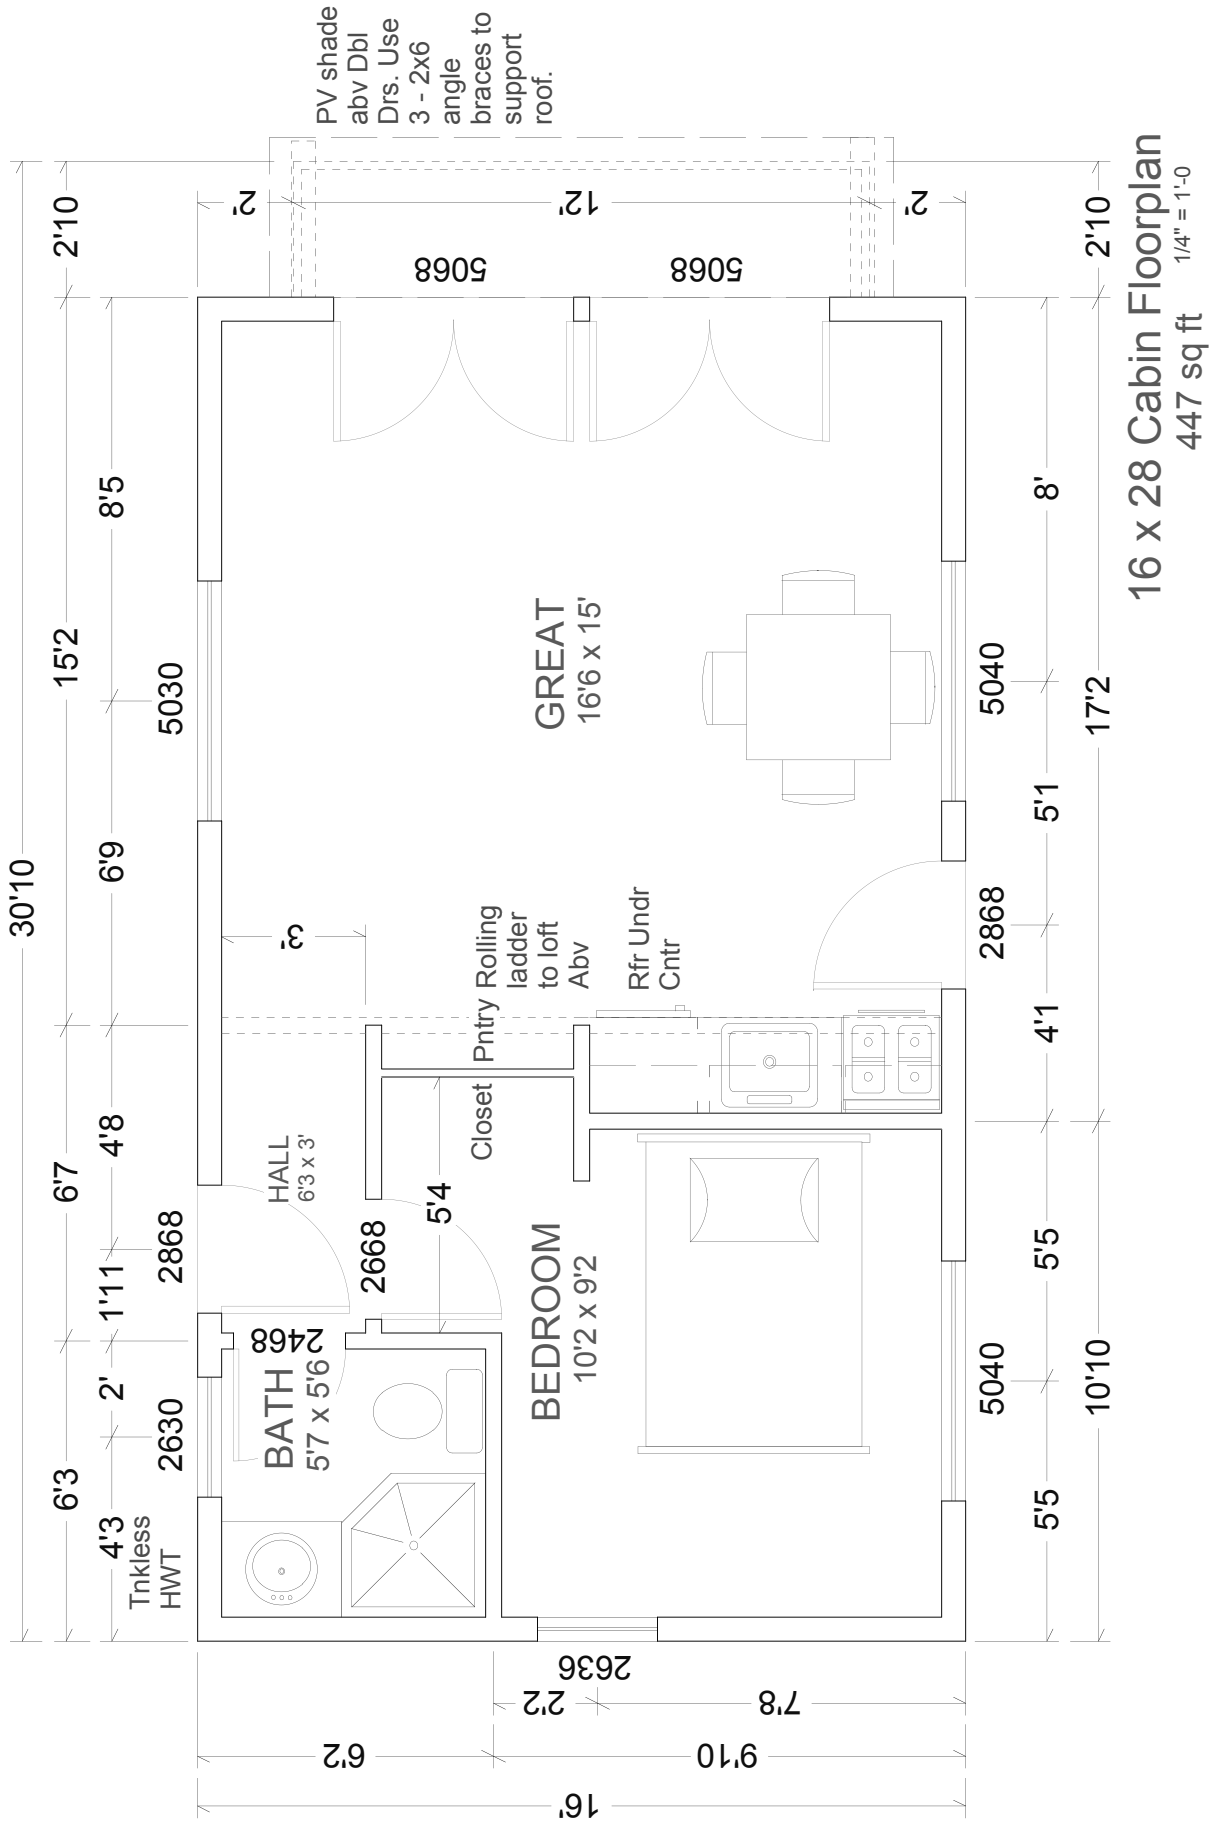 30'10
15'2
6'7
6'3
2'10
8'5
6'9
4'8
1'11
2'
4'3
Tnkless
HWT
5030
2868
2630
PV shade
abv Dbl
Drs. Use
3 - 2x6
angle
braces to
support
roof.
2'
12'
2'
5068
5068
3'
HALL
6'3 x 3'
2668
2468
BATH
5'7 x 5'6
5'4
Closet
Pntry
Rolling
ladder
to loft
Abv
Rfr Undr
Cntr
GREAT
16'6 x 15'
BEDROOM
10'2 x 9'2
2636
2'2
7'8
6'2
9'10
16'
5040
2868
5040
5'5
5'5
4'1
5'1
8'
10'10
17'2
2'10
16 x 28 Cabin Floorplan
1/4" = 1'-0
447 sq ft